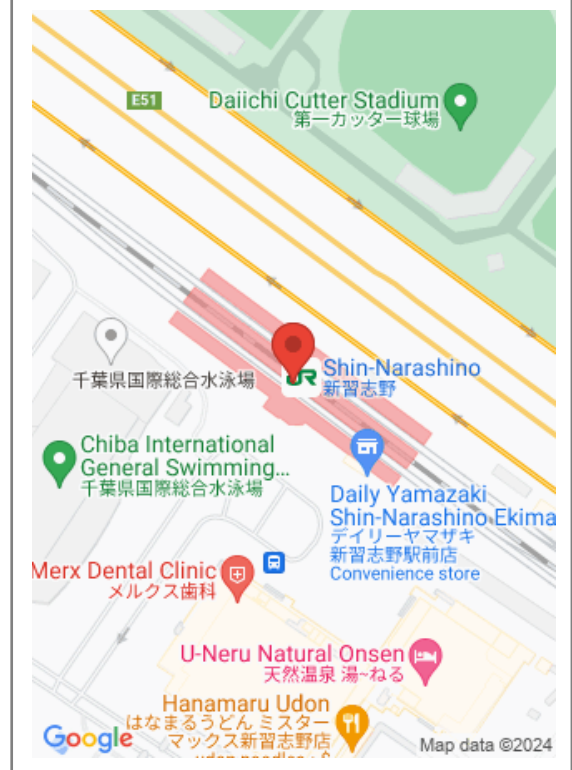 E51
Daiichi Cutter Stadium
第一カッター球場
JR
Shin-Narashino
新習志野
千葉県国際総合水泳場
Chiba International
General Swimming...
千葉県国際総合水泳場
Daily Yamazaki
Shin-Narashino Ekima
デイリーヤマザキ
新習志野駅前店
Convenience store
Merx Dental Clinic
メルクス歯科
U-Neru Natural Onsen
天然温泉 湯~ねる
Hanamaru Udon
はなまるうどん ミスター
マックス新習志野店
udon noodles · $
Google
Map data ©2024